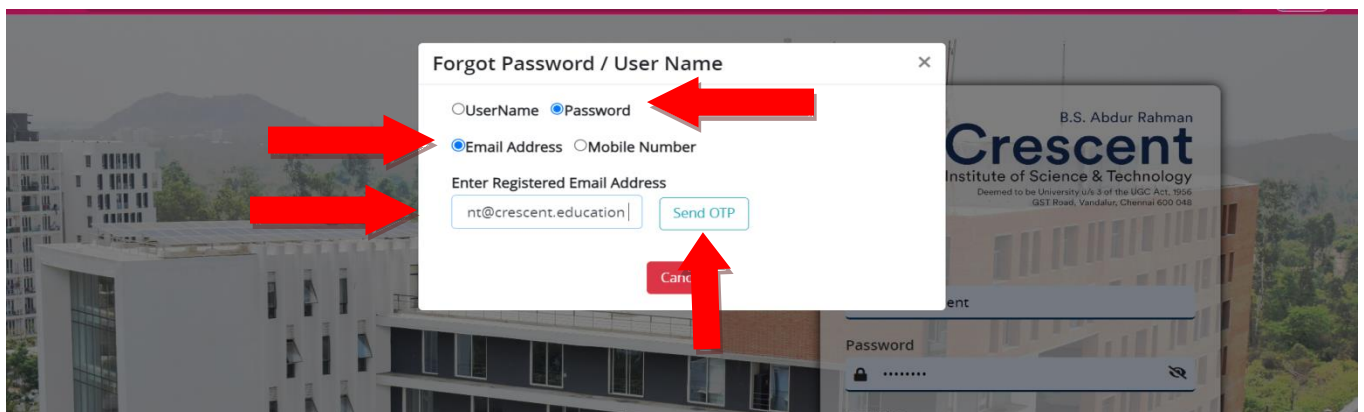 Forgot Password / User Name ×
UserName Password
Email Address Mobile Number
Enter Registered Email Address
nt@crescent.education Send OTP
B.S. Abdur Rahman
Crescent
Institute of Science & Technology
Deemed to be University u/s 3 of the UGC Act, 1956
GST Road, Vandalur, Chennai 600 048
Password